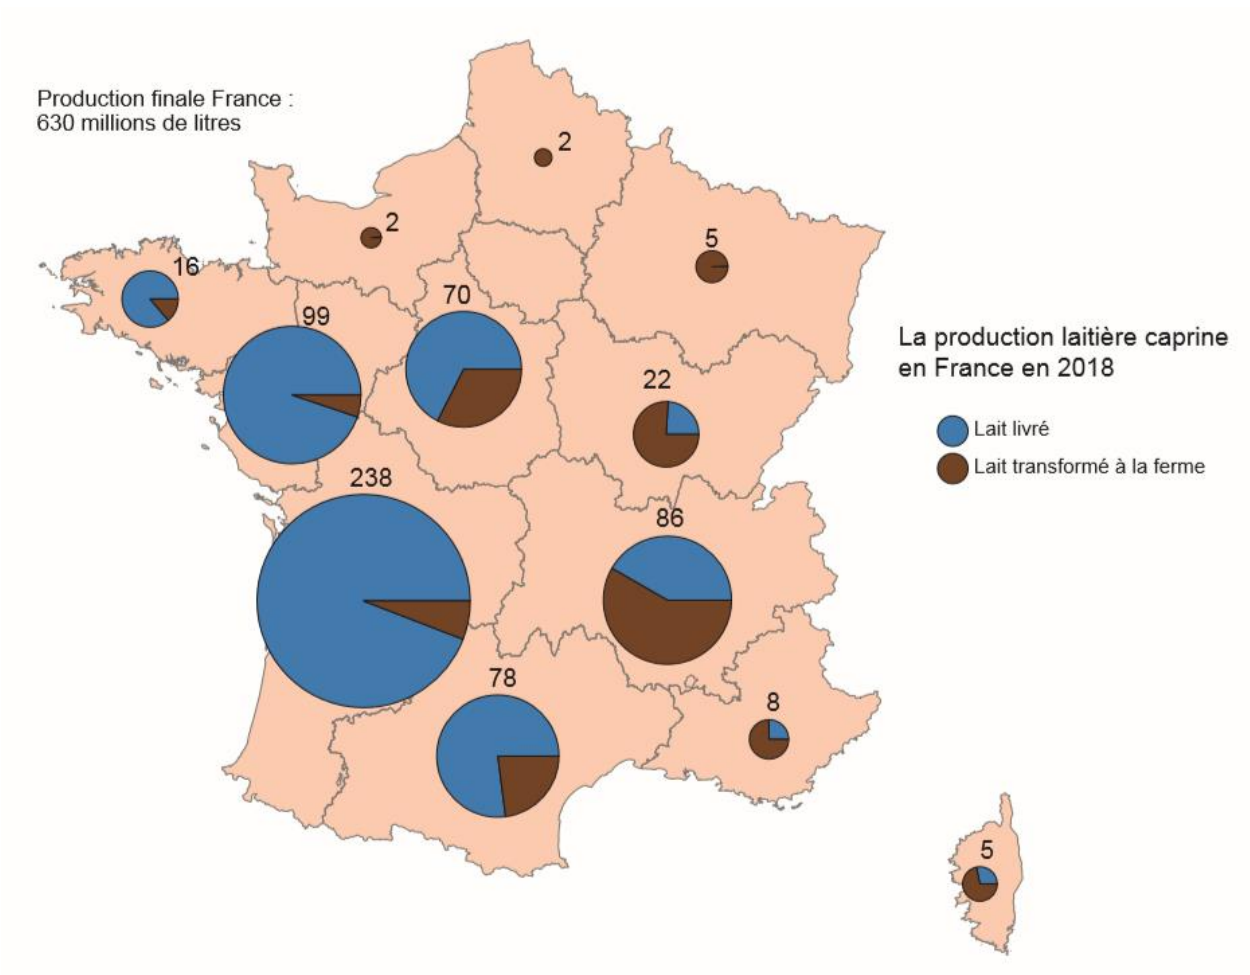 Production finale France :
630 millions de litres
2
2
5
16
70
99
La production laitière caprine
en France en 2018
22
Lait livré
Lait transformé à la ferme
238
86
78
8
5